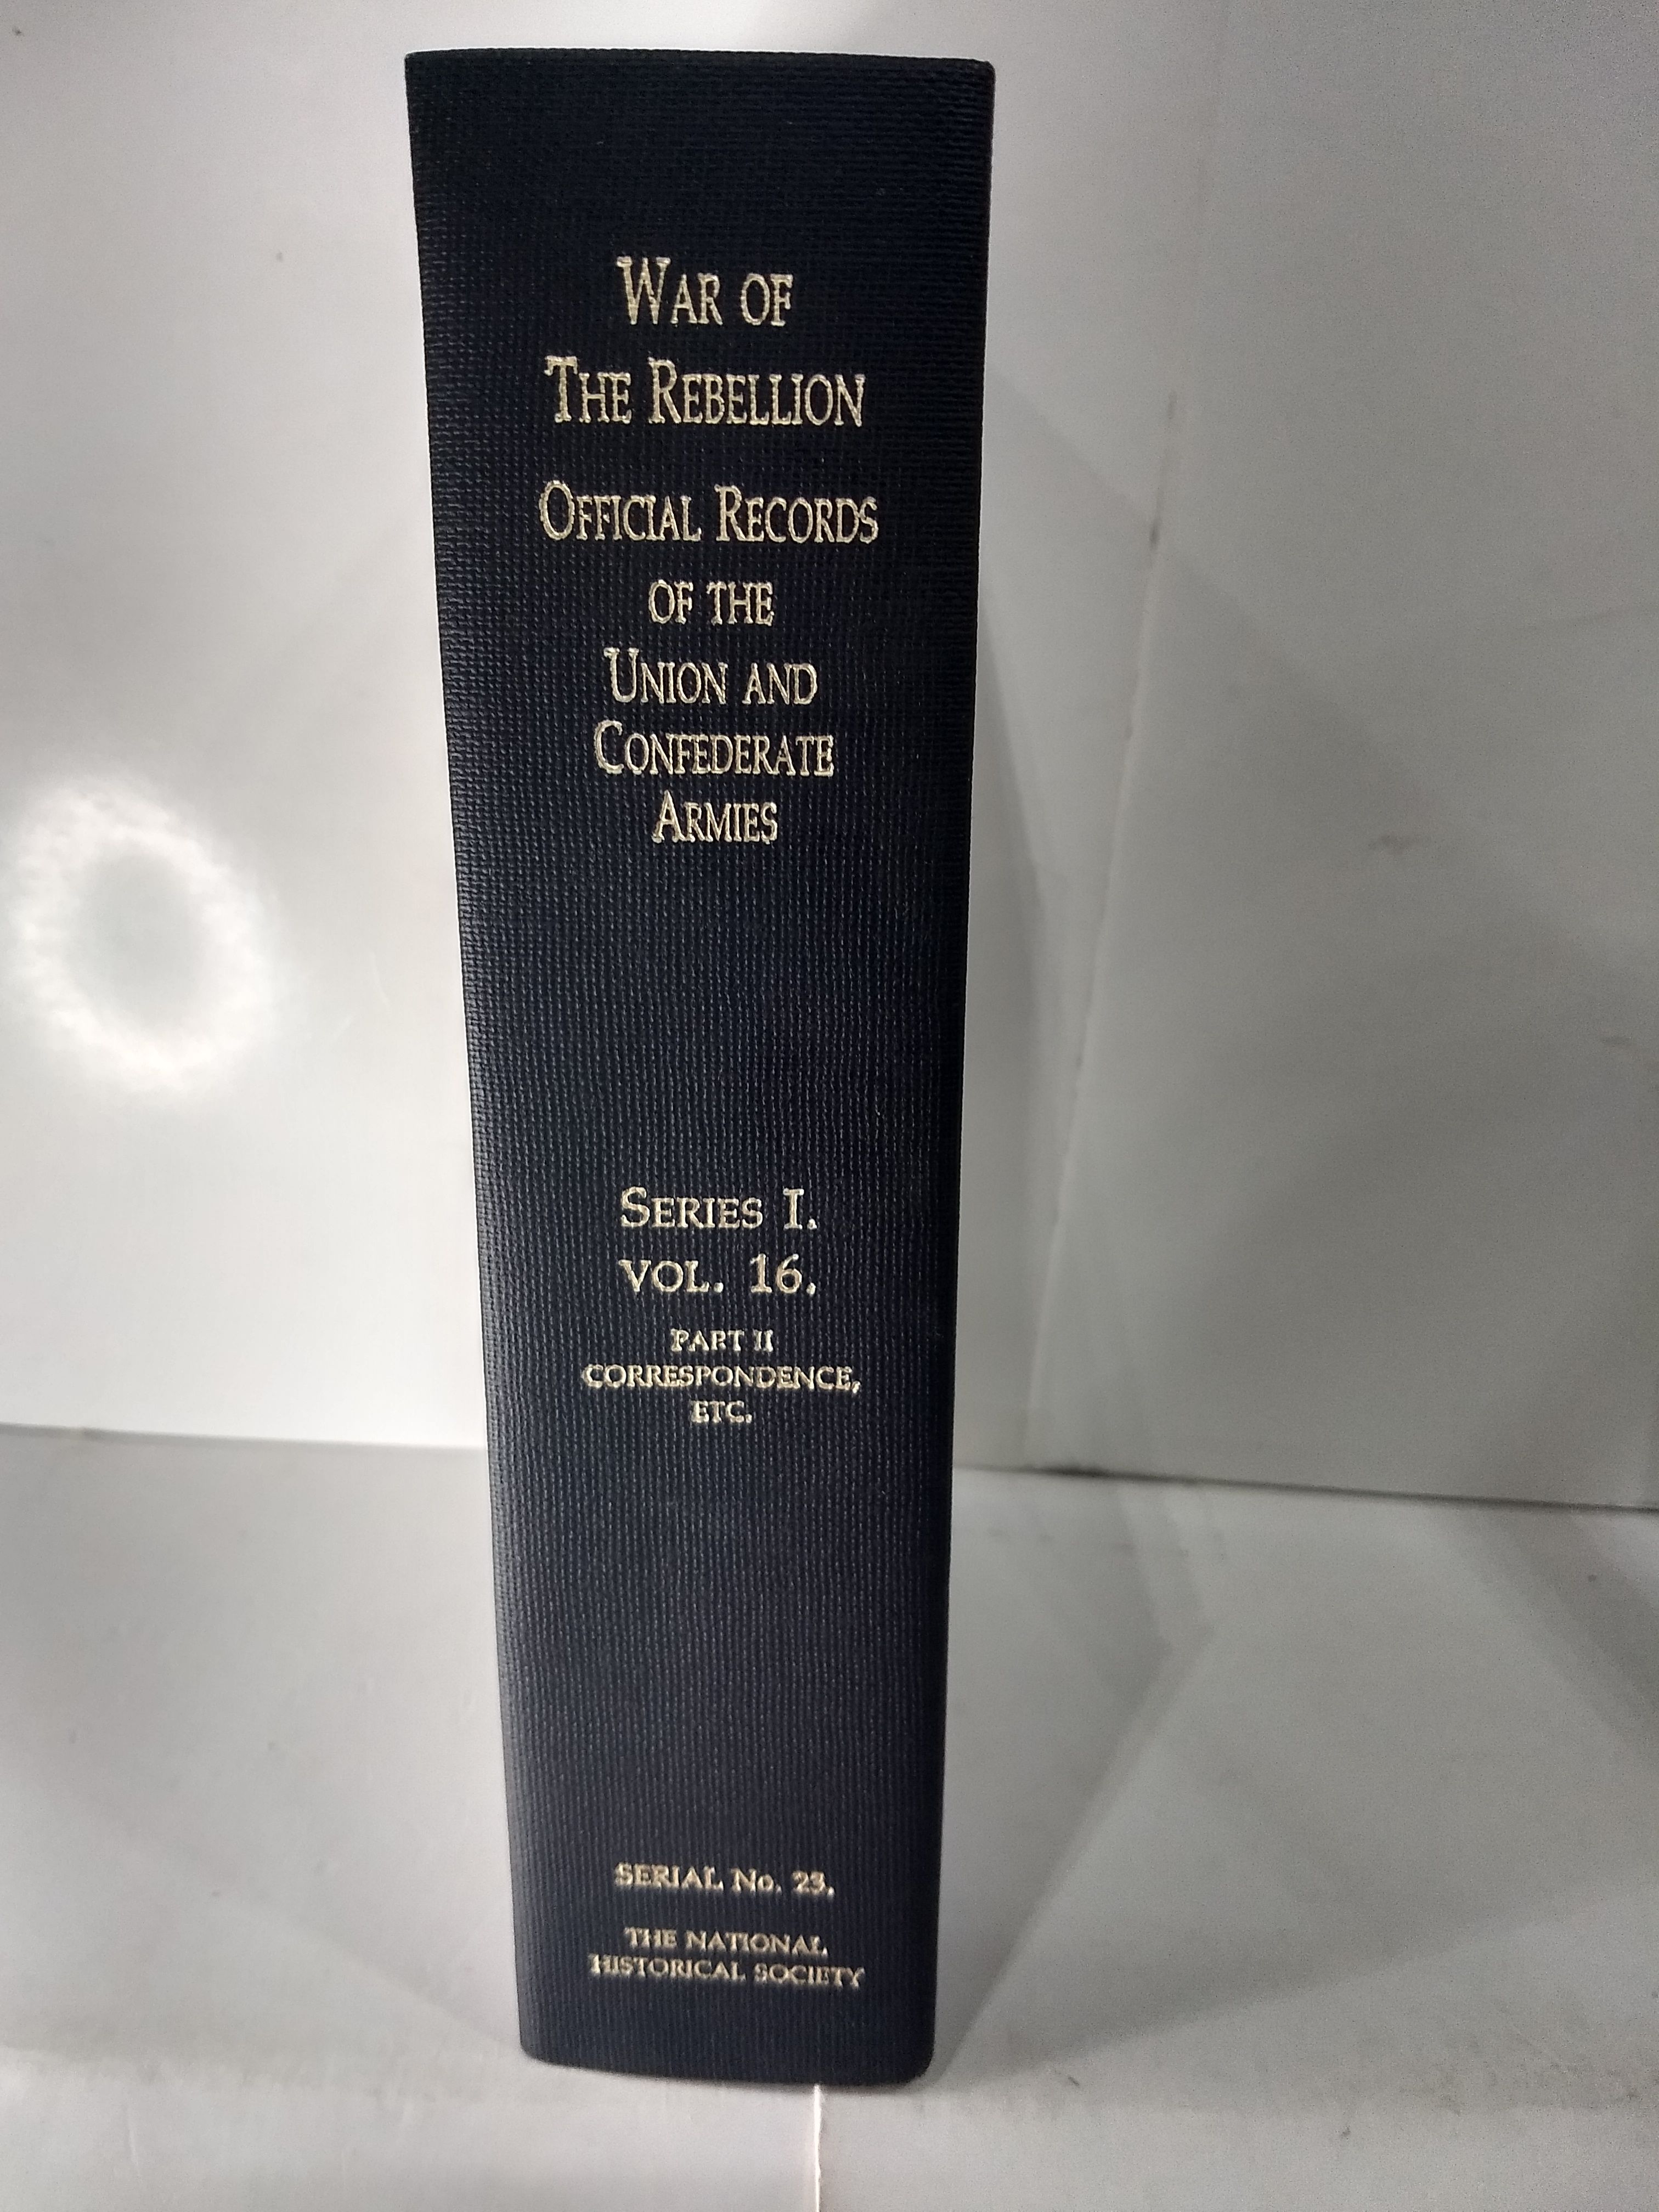 WAR OF
THE REBELLION
OFFICIAL RECORDS
OF THE
UNION AND
CONFEDERATE
ARMIES
SERIES I.
VOL. 16.
PART II
CORRESPONDENCE,
ETC.
SERIAL No. 23.
THE NATIONAL
HISTORICAL SOCIETY